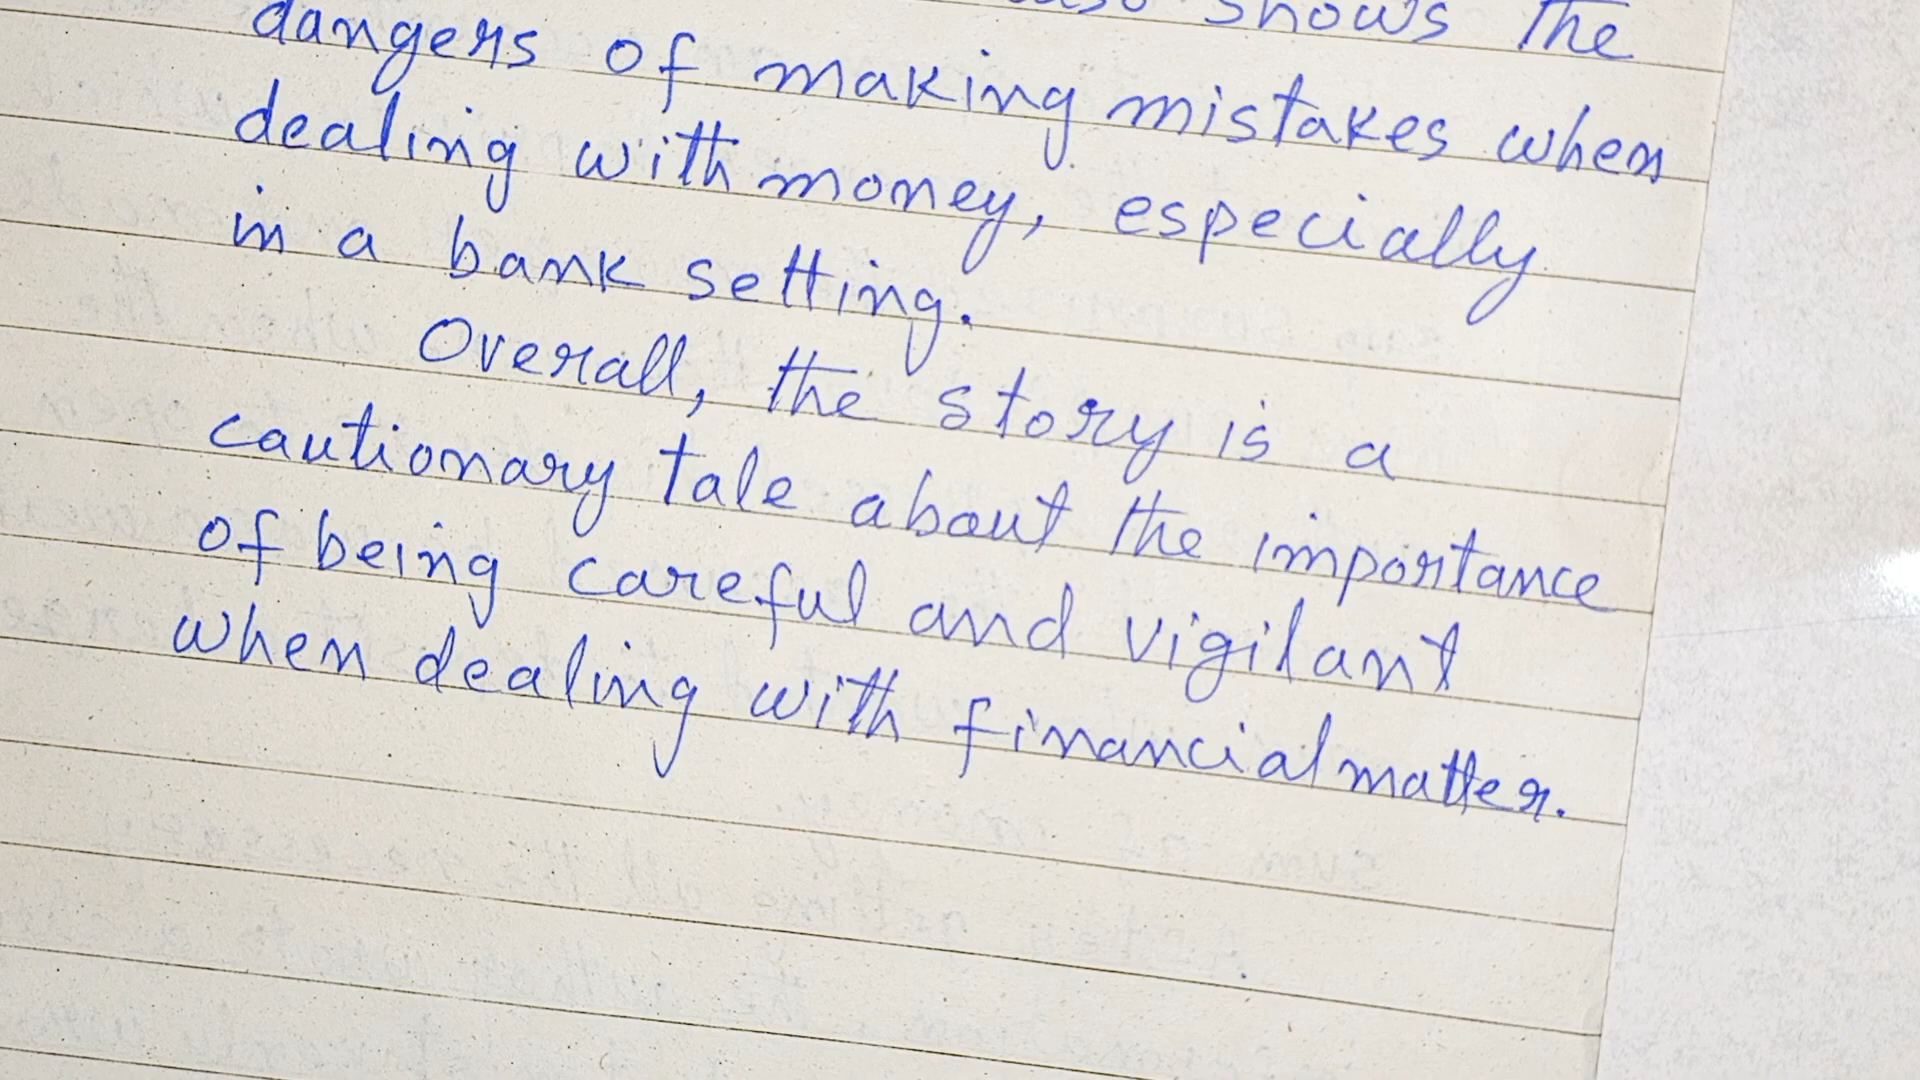 also shows the
dangers of making mistakes when
dealing with money, especially
in a bank setting.
Overall, the story is a
cautionary tale about the importance
of being careful and vigilant
when dealing with financial matter.